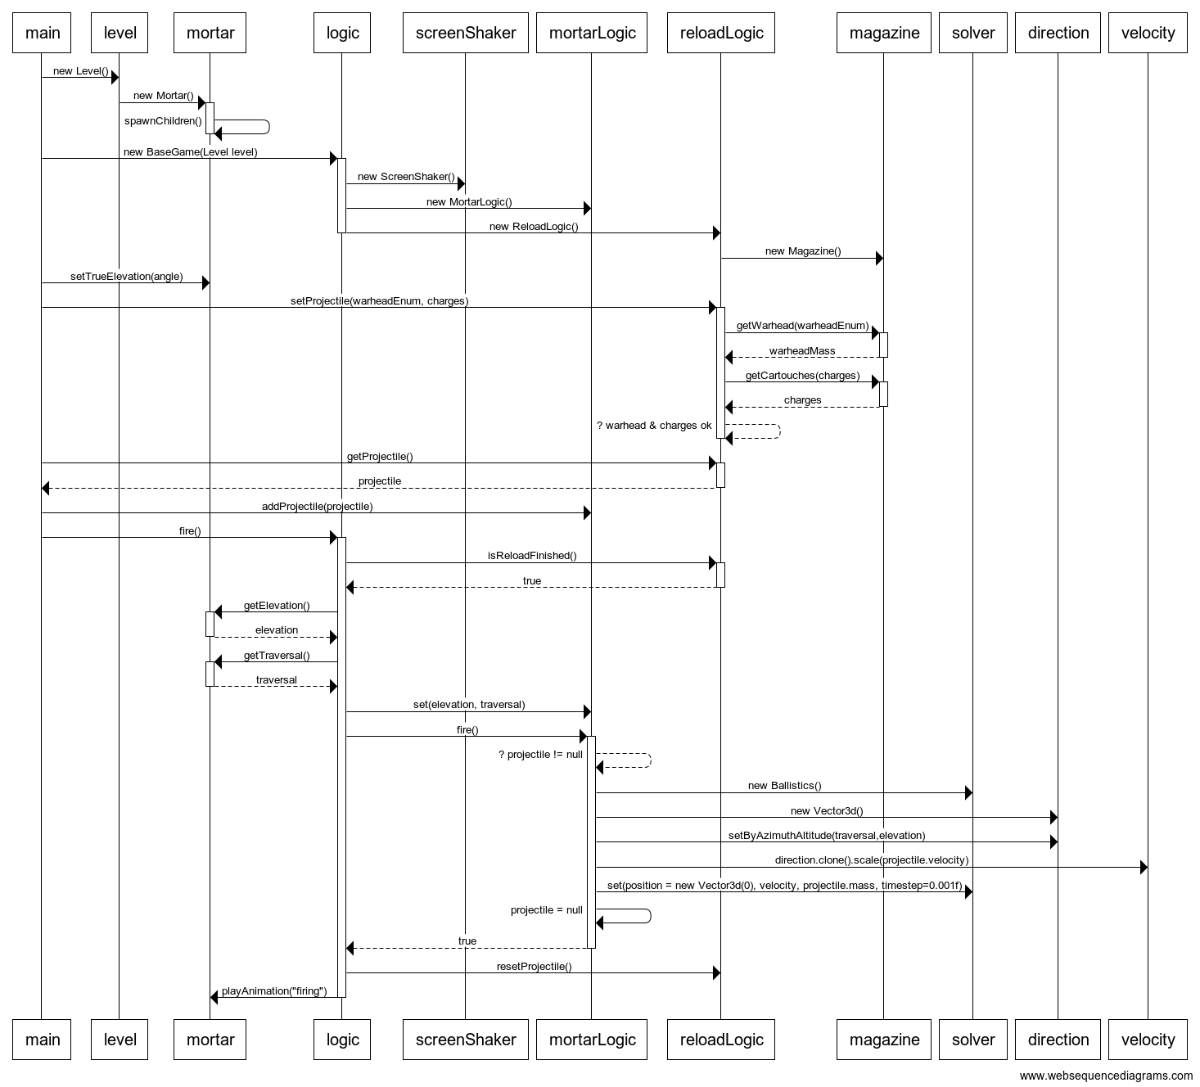 main level mortar logic screenShaker mortarLogic reloadLogic magazine solver direction velocity
new Level()
new Mortar()
spawnChildren()
new BaseGame(Level level)
new ScreenShaker()
new MortarLogic()
new ReloadLogic()
new Magazine()
setTrueElevation(angle)
setProjectile(warheadEnum, charges)
getWarhead(warheadEnum)
warheadMass
getCartouches(charges)
charges
? warhead & charges ok
getProjectile()
projectile
addProjectile(projectile)
fire()
isReloadFinished()
true
getElevation()
elevation
getTraversal()
traversal
set(elevation, traversal)
fire()
? projectile != null
new Ballistics()
new Vector3d()
setByAzimuthAltitude(traversal,elevation)
direction.clone().scale(projectile.velocity)
set(position = new Vector3d(0), velocity, projectile.mass, timestep=0.001f)
projectile = null
true
resetProjectile()
playAnimation("firing")
main level mortar logic screenShaker mortarLogic reloadLogic magazine solver direction velocity
www.websequencediagrams.com